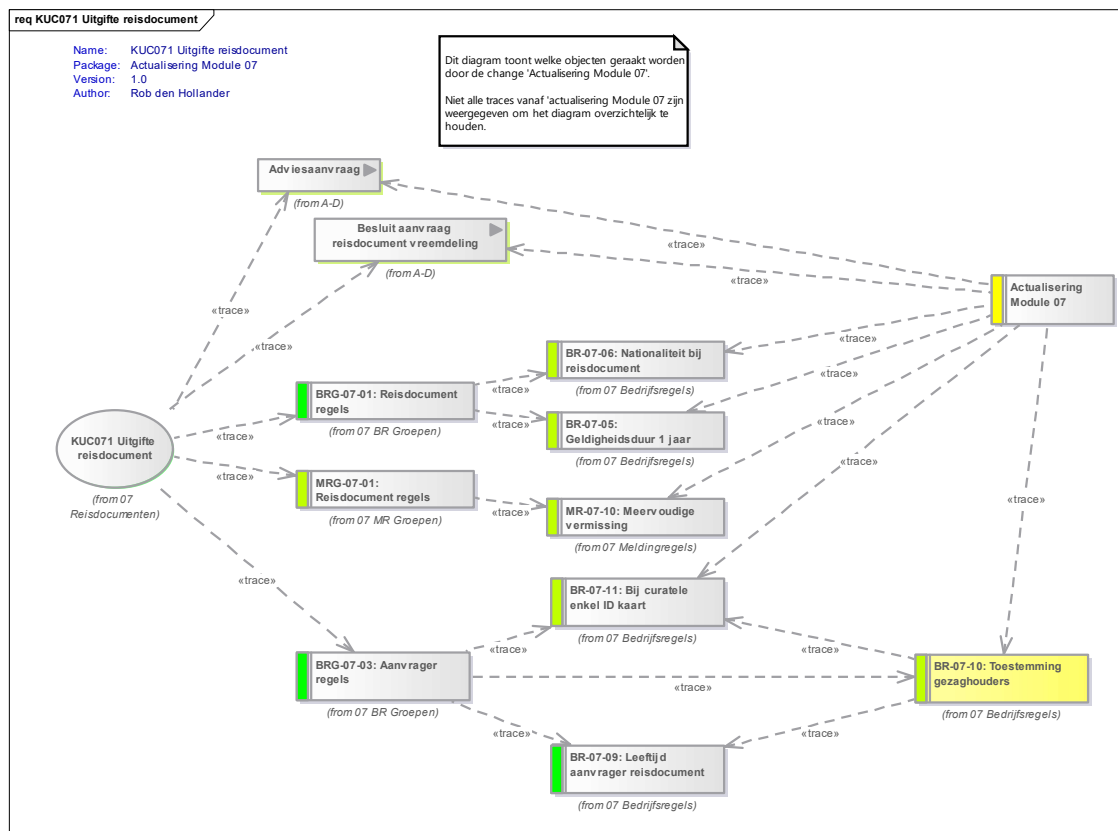 req KUC071 Uitgifte reisdocument
Name: KUC071 Uitgifte reisdocument
Package: Actualisering Module 07
Version: 1.0
Author: Rob den Hollander
Dit diagram toont welke objecten geraakt worden
door de change 'Actualisering Module 07'.
Niet alle traces vanaf 'actualisering Module 07 zijn
weergegeven om het diagram overzichtelijk te
houden.
Adviesaanvraag
(from A-D)
Besluit aanvraag
reisdocument vreemdeling
(from A-D)
«trace»
«trace»
Actualisering
Module 07
«trace»
«trace»
BR-07-06: Nationaliteit bij
reisdocument
(from 07 Bedrijfsregels)
«trace»
«trace»
«trace»
BRG-07-01: Reisdocument
regels
(from 07 BR Groepen)
«trace»
«trace»
BR-07-05:
Geldigheidsduur 1 jaar
(from 07 Bedrijfsregels)
KUC071 Uitgifte
reisdocument
(from 07
Reisdocumenten)
«trace»
«trace»
MRG-07-01:
Reisdocument regels
(from 07 MR Groepen)
«trace»
MR-07-10: Meervoudige
vermissing
(from 07 Meldingregels)
«trace»
«trace»
«trace»
«trace»
BR-07-11: Bij curatele
enkel ID kaart
(from 07 Bedrijfsregels)
BRG-07-03: Aanvrager
regels
(from 07 BR Groepen)
«trace»
«trace»
«trace»
BR-07-10: Toestemming
gezaghouders
(from 07 Bedrijfsregels)
«trace»
«trace»
BR-07-09: Leeftijd
aanvrager reisdocument
(from 07 Bedrijfsregels)